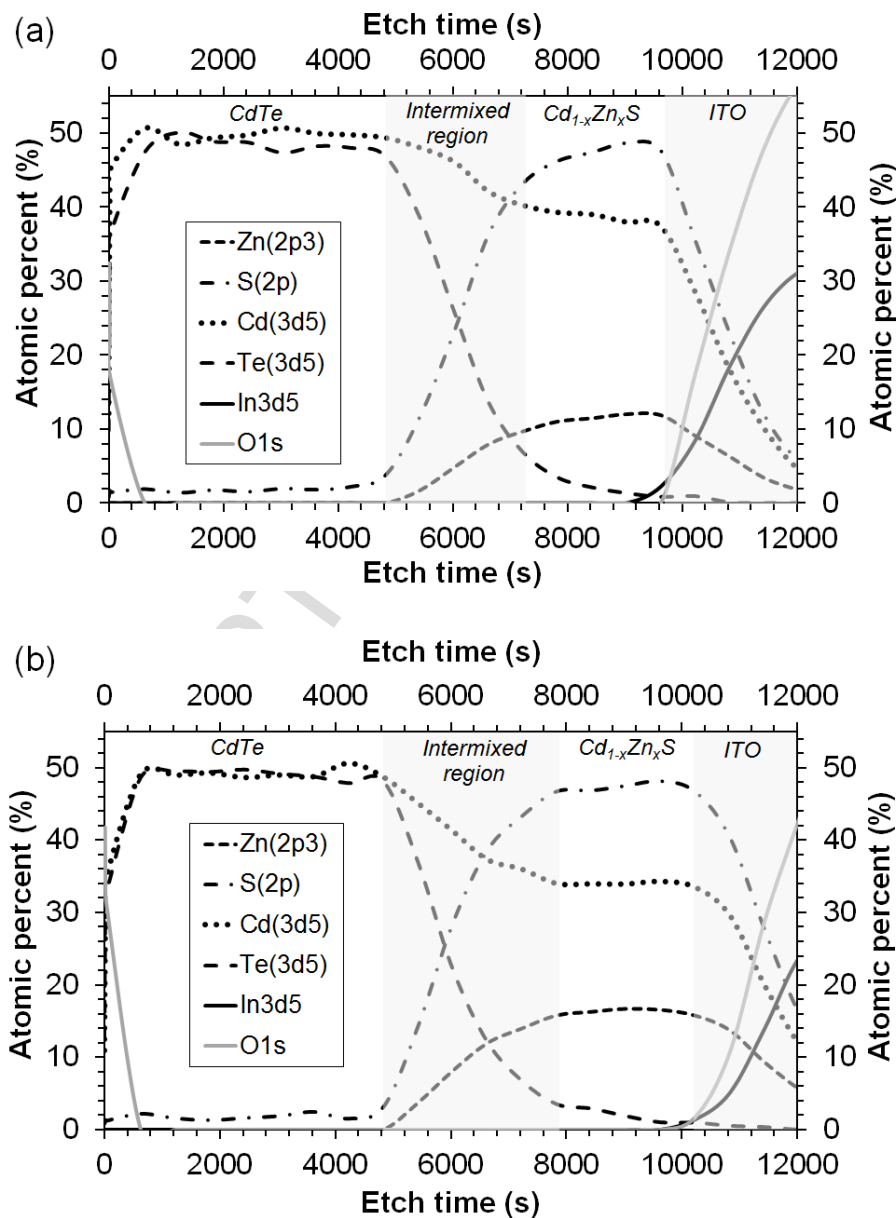 (a)
Etch time (s)
0 2000 4000 6000 8000 10000 12000
CdTe Intermixed region Cd1-xZnxS ITO
Atomic percent (%)
50
40
30
20
10
0
Zn(2p3)
S(2p)
Cd(3d5)
Te(3d5)
In3d5
O1s
50
40
30
20
10
0
Atomic percent (%)
0 2000 4000 6000 8000 10000 12000
Etch time (s)
(b)
Etch time (s)
0 2000 4000 6000 8000 10000 12000
CdTe Intermixed region Cd1-xZnxS ITO
Atomic percent (%)
50
40
30
20
10
0
Zn(2p3)
S(2p)
Cd(3d5)
Te(3d5)
In3d5
O1s
50
40
30
20
10
0
Atomic percent (%)
0 2000 4000 6000 8000 10000 12000
Etch time (s)